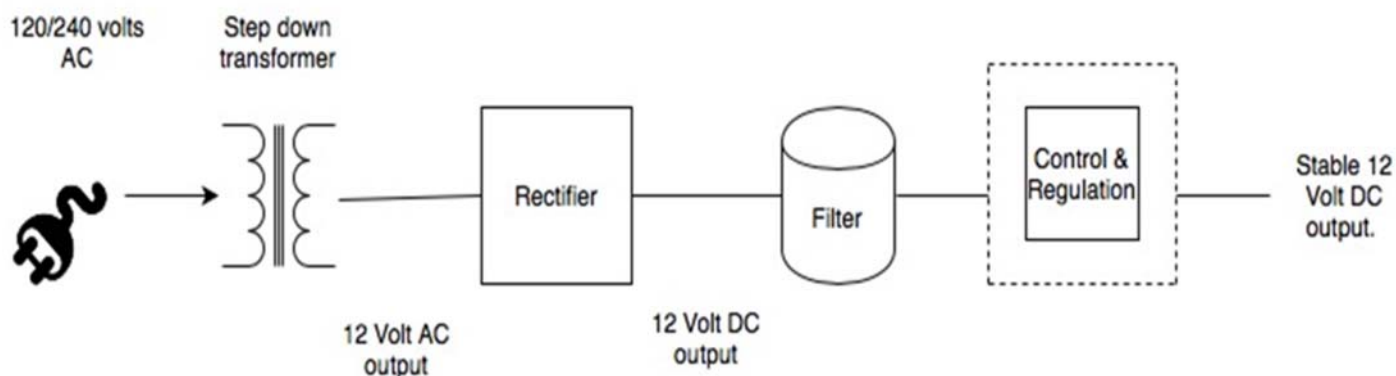 120/240 volts
AC
Step down
transformer
Rectifier
Filter
Control &
Regulation
Stable 12
Volt DC
output.
12 Volt AC
output
12 Volt DC
output